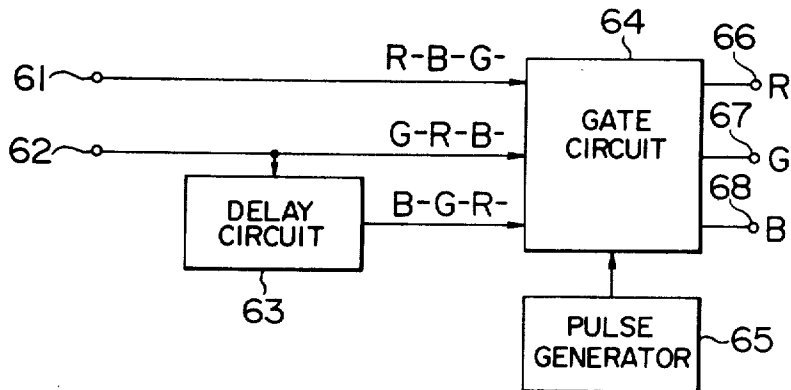 64
66
R-B-G-
61
R
67
GATE
CIRCUIT
G-R-B-
62
G
68
DELAY
CIRCUIT
B-G-R-
B
63
PULSE
GENERATOR
65